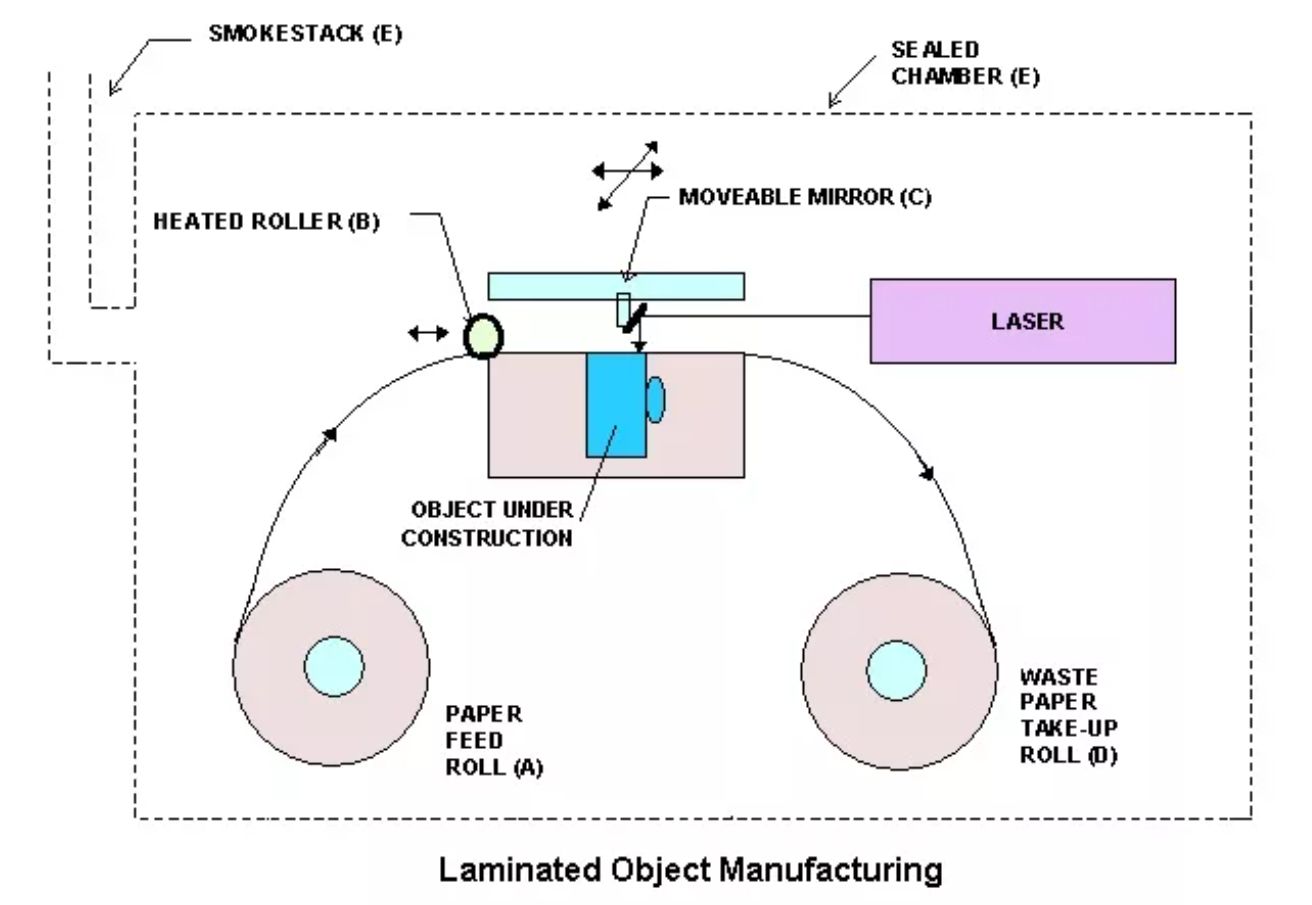 SMOKESTACK (E)
SEALED
CHAMBER (E)
MOVEABLE MIRROR (C)
HEATED ROLLER (B)
LASER
OBJECT UNDER
CONSTRUCTION
PAPER
FEED
ROLL (A)
WASTE
PAPER
TAKE-UP
ROLL (D)
Laminated Object Manufacturing